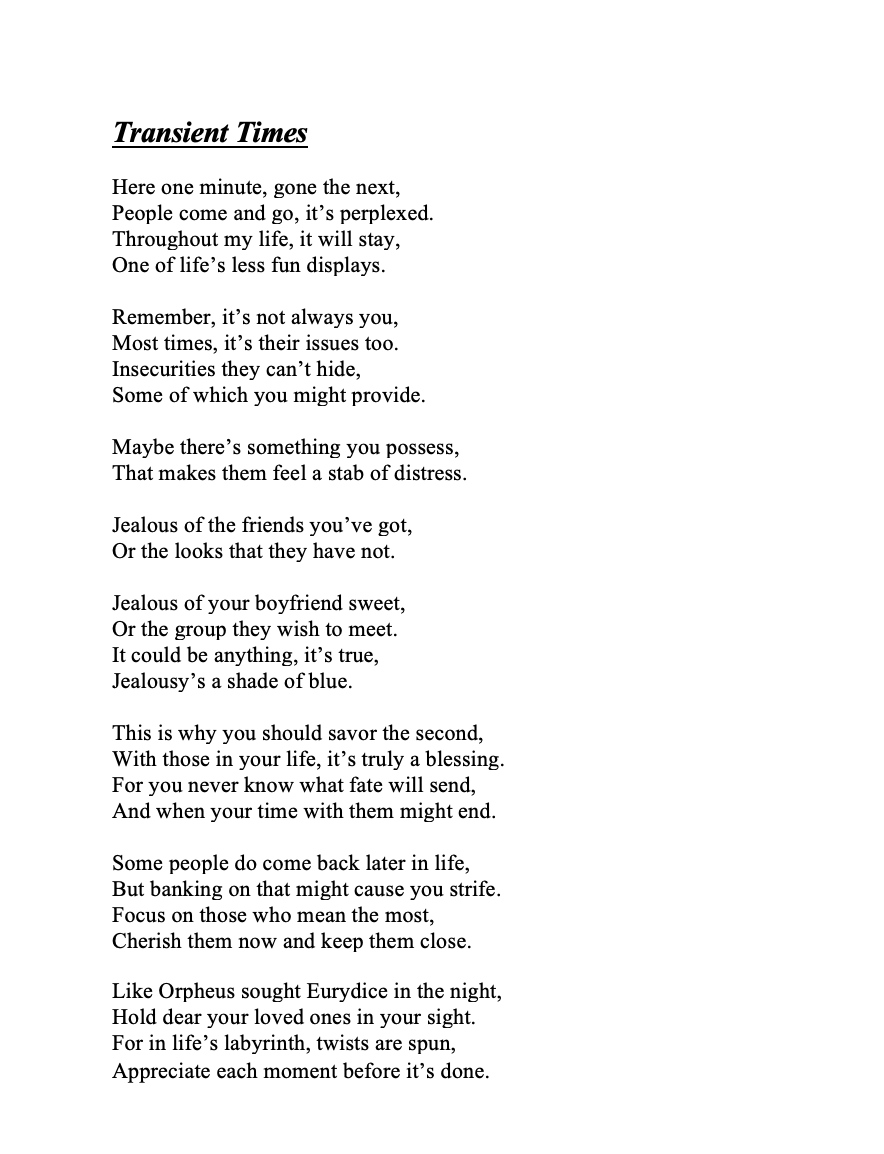 Transient Times
Here one minute, gone the next,
People come and go, it’s perplexed.
Throughout my life, it will stay,
One of life’s less fun displays.
Remember, it’s not always you,
Most times, it’s their issues too.
Insecurities they can’t hide,
Some of which you might provide.
Maybe there’s something you possess,
That makes them feel a stab of distress.
Jealous of the friends you’ve got,
Or the looks that they have not.
Jealous of your boyfriend sweet,
Or the group they wish to meet.
It could be anything, it’s true,
Jealousy’s a shade of blue.
This is why you should savor the second,
With those in your life, it’s truly a blessing.
For you never know what fate will send,
And when your time with them might end.
Some people do come back later in life,
But banking on that might cause you strife.
Focus on those who mean the most,
Cherish them now and keep them close.
Like Orpheus sought Eurydice in the night,
Hold dear your loved ones in your sight.
For in life’s labyrinth, twists are spun,
Appreciate each moment before it’s done.